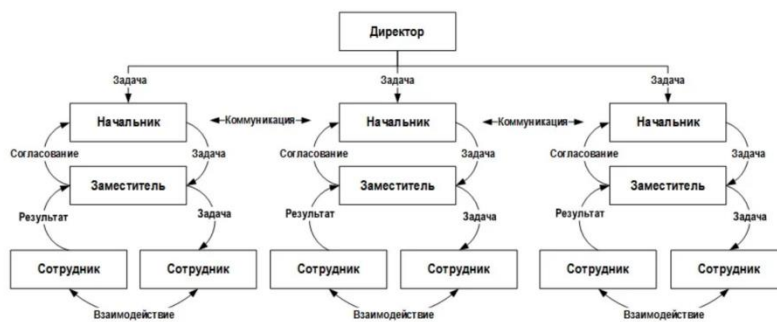 Директор
Задача
Задача
Задача
Начальник
Коммуникация
Начальник
Коммуникация
Начальник
Согласование
Задача
Согласование
Задача
Согласование
Задача
Заместитель
Заместитель
Заместитель
Результат
Задача
Результат
Задача
Результат
Задача
Сотрудник
Сотрудник
Сотрудник
Сотрудник
Сотрудник
Сотрудник
Взаимодействие
Взаимодействие
Взаимодействие